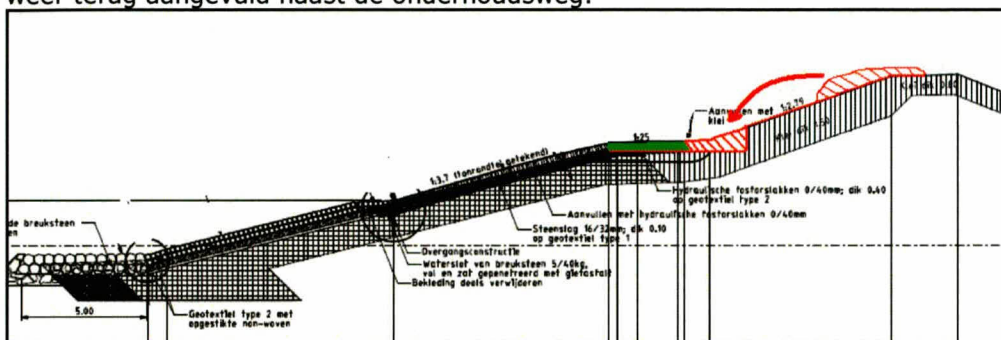 weer terug aangevuld naast de onderhoudsweg.
Aanvullen met
klei
1:2.79
1:25
1:3.7 (tonrondte getekend)
Hydraulische fosforslakken 0/40mm; dik 0.40
op geotextiel type 2
Aanvullen met hydraulische fosforslakken 0/40mm
Steenslag 16/32mm; dik 0.10
op geotextiel type 1
de breuksteen
en
Overgangsconstructie
Waterslot van breuksteen 5/40kg,
vol en zat gepenetreerd met gietasfalt
Bekleding deels verwijderen
5.00
Geotextiel type 2 met
opgestikte non-woven